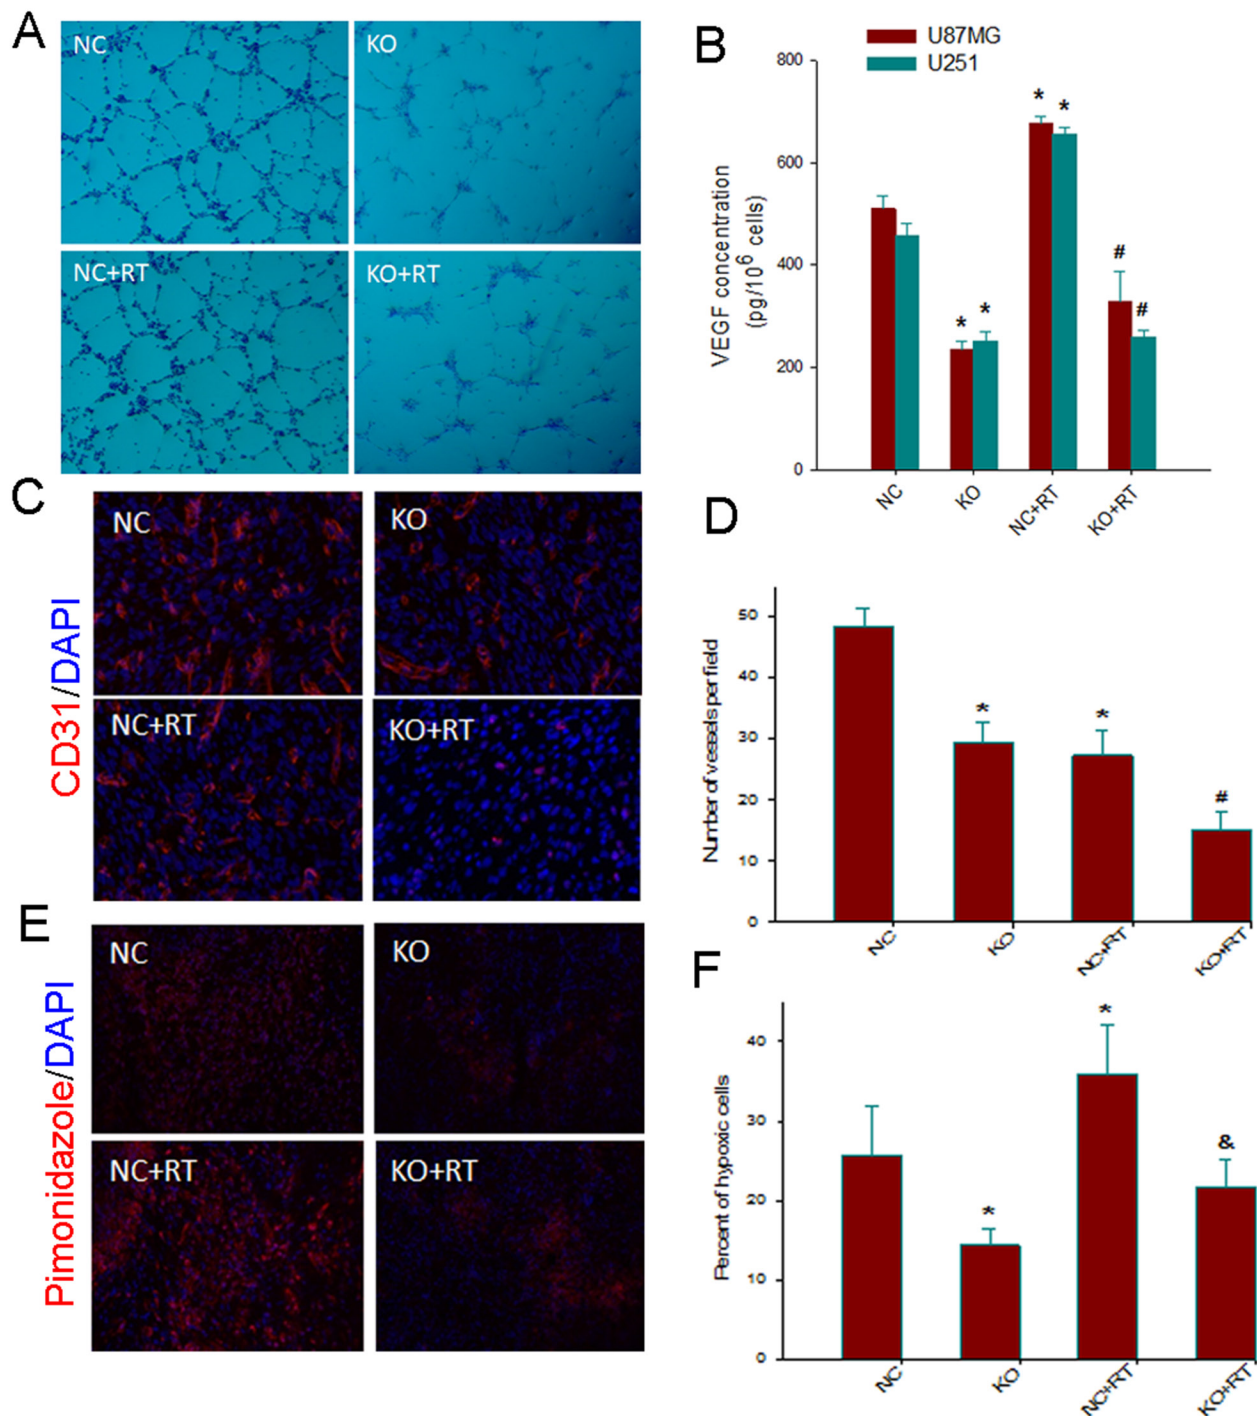 A
NC
KO
NC+RT
KO+RT
B
U87MG
U251
VEGF concentration
(pg/10⁶ cells)
800
600
400
200
0
*
*
*
*
#
#
NC
KO
NC+RT
KO+RT
C
CD31/DAPI
NC
KO
NC+RT
KO+RT
D
Number of vessels per field
50
40
30
20
10
0
*
*
#
NC
KO
NC+RT
KO+RT
E
Pimonidazole/DAPI
NC
KO
NC+RT
KO+RT
F
Percent of hypoxic cells
40
30
20
10
0
*
*
&
NC
KO
NC+RT
KO+RT